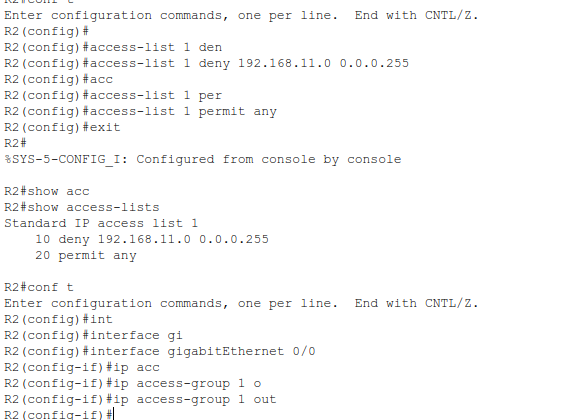 R2#conf t
Enter configuration commands, one per line.  End with CNTL/Z.
R2(config)#
R2(config)#access-list 1 den
R2(config)#access-list 1 deny 192.168.11.0 0.0.0.255
R2(config)#acc
R2(config)#access-list 1 per
R2(config)#access-list 1 permit any
R2(config)#exit
R2#
%SYS-5-CONFIG_I: Configured from console by console

R2#show acc
R2#show access-lists
Standard IP access list 1
    10 deny 192.168.11.0 0.0.0.255
    20 permit any

R2#conf t
Enter configuration commands, one per line.  End with CNTL/Z.
R2(config)#int
R2(config)#interface gi
R2(config)#interface gigabitEthernet 0/0
R2(config-if)#ip acc
R2(config-if)#ip access-group 1 o
R2(config-if)#ip access-group 1 out
R2(config-if)#